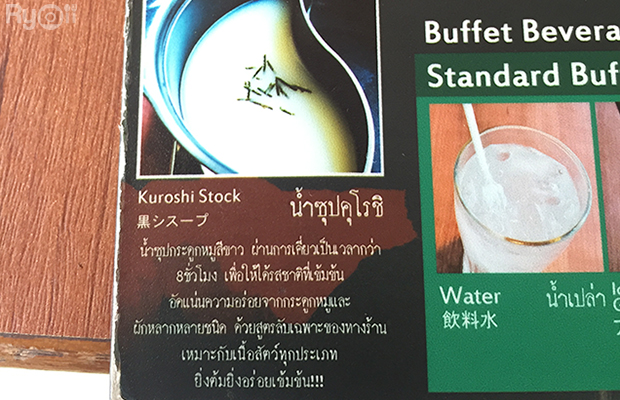 RyOii
Buffet Bevera
Standard Buf
Kuroshi Stock
黒シスープ
น้ำซุปคุโรชิ
น้ำซุปกระดูกหมูสีขาว ผ่านการเคี่ยวเป็นเวลากว่า
8ชั่วโมง เพื่อให้ได้รสชาติที่เข้มข้น
อัดแน่นความอร่อยจากกระดูกหมูและ
ผักหลากหลายชนิด ด้วยสูตรลับเฉพาะของทางร้าน
เหมาะกับเนื้อสัตว์ทุกประเภท
ยิ่งต้มยิ่งอร่อยเข้มข้น!!!
Water
飲料水
น้ำเปล่า